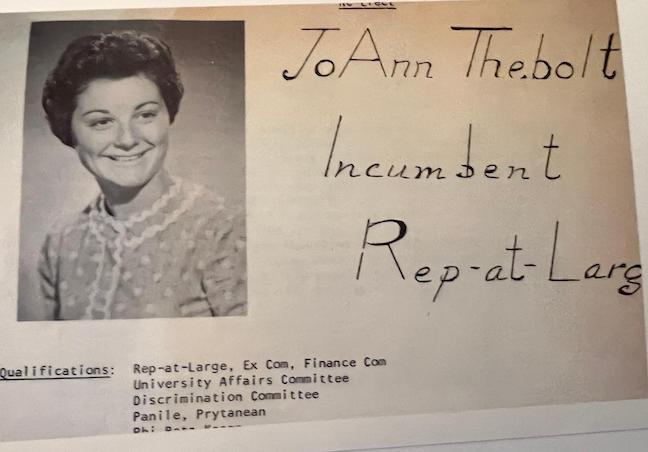 JoAnn Thebolt
Incumbent
Rep-at-Larg
Qualifications: Rep-at-Large, Ex Com, Finance Com
University Affairs Committee
Discrimination Committee
Panile, Prytanean